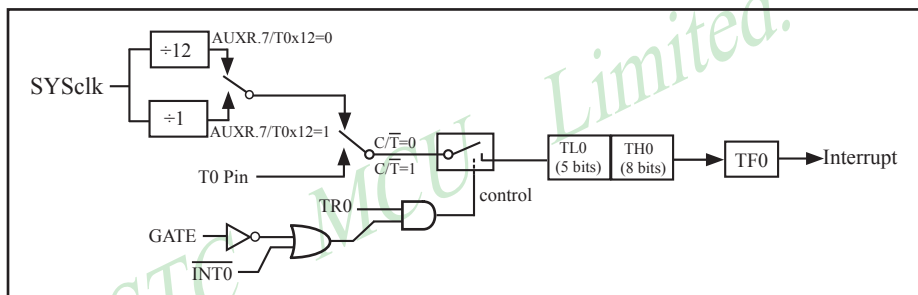 ÷12
AUXR.7/T0x12=0
SYSclk
÷1
AUXR.7/T0x12=1
C/T̅=0
C/T̅=1
T0 Pin
TL0
(5 bits)
TH0
(8 bits)
TF0
Interrupt
control
TR0
GATE
I̅N̅T̅0̅
STC MCU Limited.